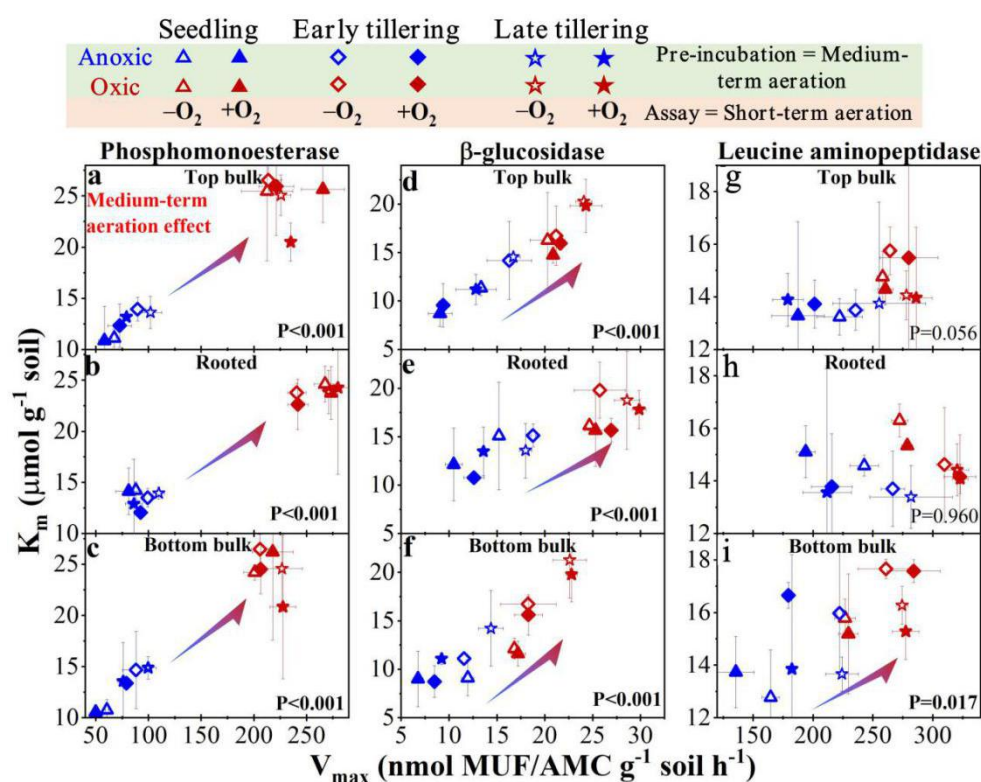 Seedling Early tillering Late tillering
Anoxic Pre-incubation = Medium-
Oxic term aeration
−O₂ +O₂ −O₂ +O₂ −O₂ +O₂ Assay = Short-term aeration
Phosphomonoesterase β-glucosidase Leucine aminopeptidase
a Top bulk
Medium-term
aeration effect
25
20
15
10
P<0.001
d Top bulk
20
15
10
5
P<0.001
g Top bulk
18
16
14
12
P=0.056
b Rooted
25
20
15
10
P<0.001
e Rooted
20
15
10
5
P<0.001
h Rooted
18
16
14
12
P=0.960
c Bottom bulk
25
20
15
10
P<0.001
f Bottom bulk
20
15
10
5
P<0.001
i Bottom bulk
18
16
14
12
P=0.017
Kₘ (μmol g⁻¹ soil)
50 100 150 200 250
5 10 15 20 25 30
150 200 250 300
Vₘₐₓ (nmol MUF/AMC g⁻¹ soil h⁻¹)